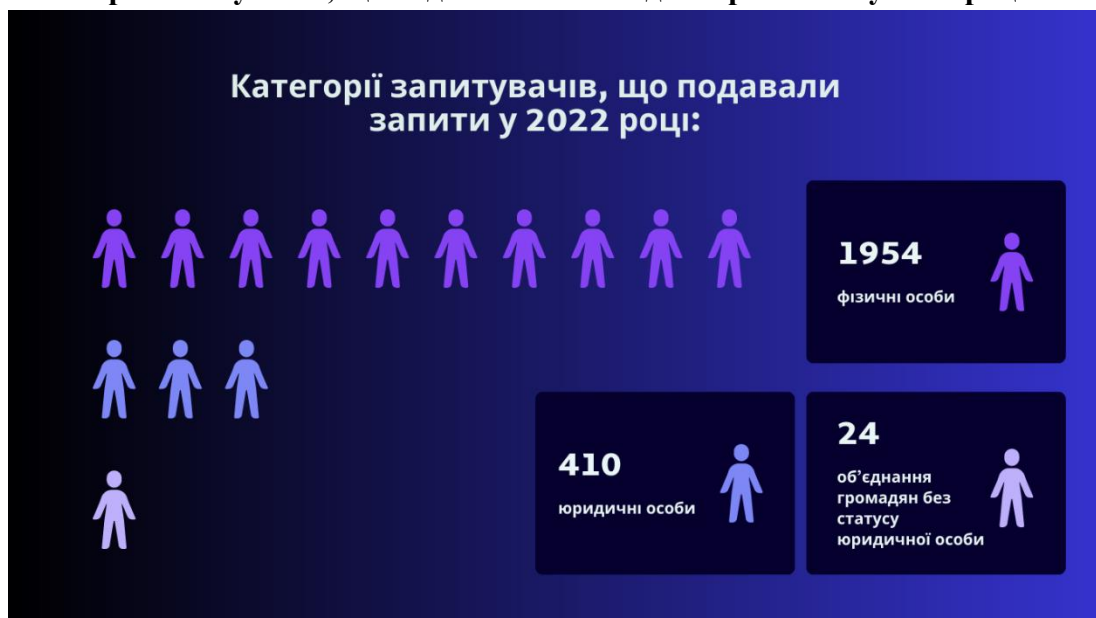 Категорії запитувачів, що подавали
запити у 2022 році:
1954
фізичні особи
410
юридичні особи
24
об’єднання
громадян без
статусу
юридичної особи